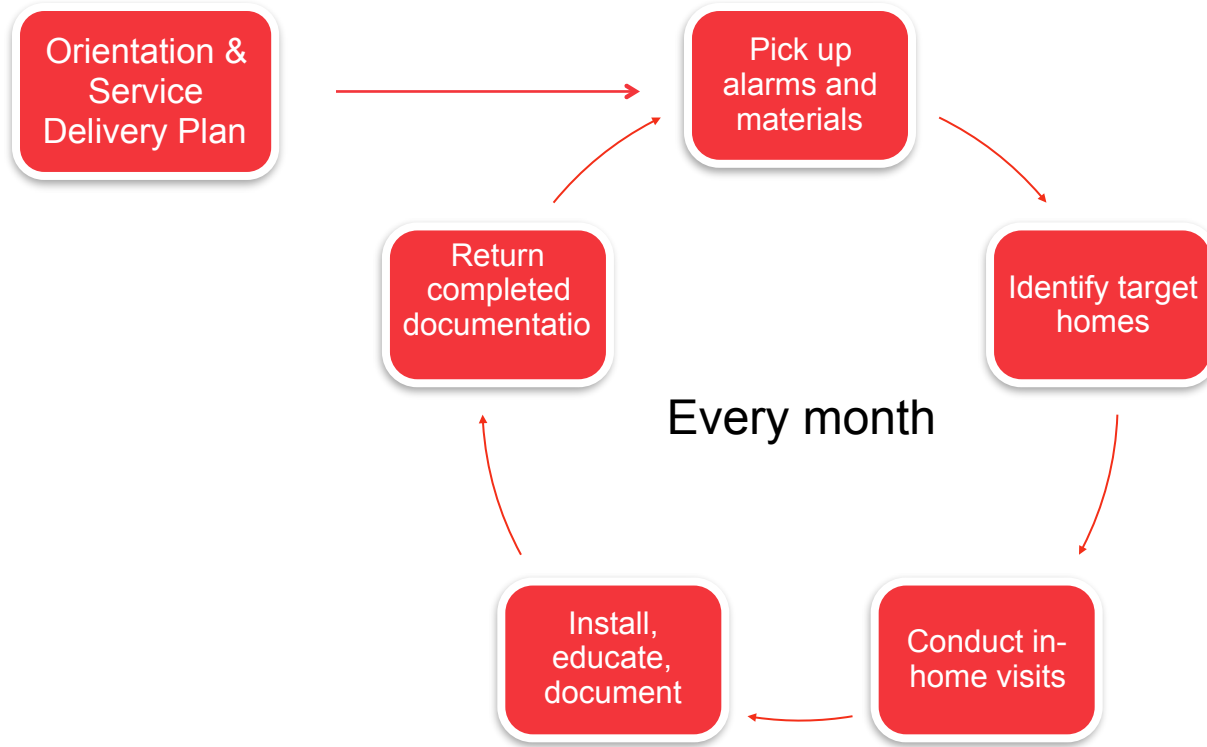 Orientation &
Service
Delivery Plan
Pick up
alarms and
materials
Identify target
homes
Conduct in-
home visits
Install,
educate,
document
Return
completed
documentatio
Every month